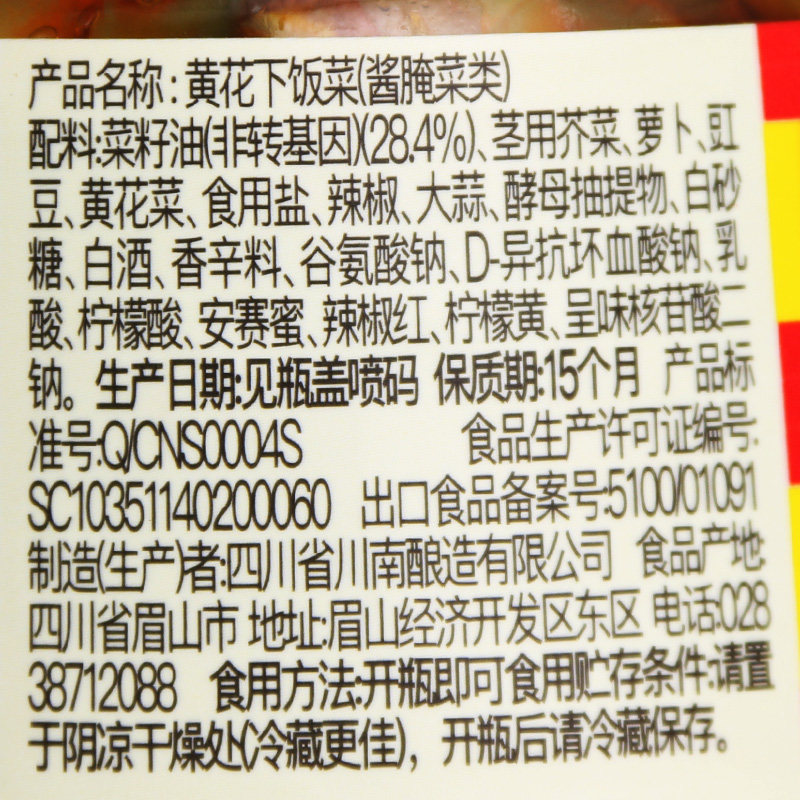 产品名称:黄花下饭菜(酱腌菜类)
配料:菜籽油(非转基因)(28.4%)、茎用芥菜、萝卜、豇
豆、黄花菜、食用盐、辣椒、大蒜、酵母抽提物、白砂
糖、白酒、香辛料、谷氨酸钠、D-异抗坏血酸钠、乳
酸、柠檬酸、安赛蜜、辣椒红、柠檬黄、呈味核苷酸二
钠。生产日期:见瓶盖喷码 保质期:15个月 产品标
准号:Q/CNS0004S 食品生产许可证编号:
SC10351140200060 出口食品备案号:5100/01091
制造(生产)者:四川省川南酿造有限公司 食品产地:
四川省眉山市 地址:眉山经济开发区东区 电话:028
38712088 食用方法:开瓶即可食用贮存条件:请置
于阴凉干燥处(冷藏更佳),开瓶后请冷藏保存。